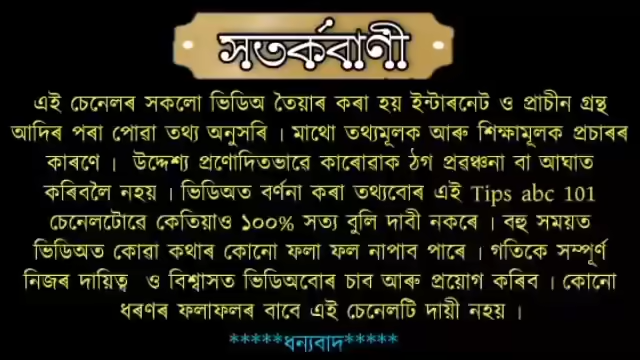 সতৰ্কবাণী
এই চেনেলৰ সকলো ভিডিঅ তৈয়াৰ কৰা হয় ইন্টাৰনেট ও প্ৰাচীন গ্ৰন্থ
আদিৰ পৰা পোৱা তথ্য অনুসৰি । মাথো তথ্যমূলক আৰু শিক্ষামূলক প্ৰচাৰৰ
কাৰণে । উদ্দেশ্য প্ৰণোদিতভাৱে কাৰোৱাক ঠগ প্ৰৱঞ্চনা বা আঘাত
কৰিবলৈ নহয় । ভিডিঅত বৰ্ণনা কৰা তথ্যবোৰ এই Tips abc 101
চেনেলটোৱে কেতিয়াও ১০০% সত্য বুলি দাবী নকৰে । বহু সময়ত
ভিডিঅত কোৱা কথাৰ কোনো ফলা ফল নাপাব পাৰে । গতিকে সম্পূৰ্ণ
নিজৰ দায়িত্ব ও বিশ্বাসত ভিডিঅবোৰ চাব আৰু প্ৰয়োগ কৰিব । কোনো
ধৰণৰ ফলাফলৰ বাবে এই চেনেলটি দায়ী নহয় ।
*****ধন্যবাদ*****